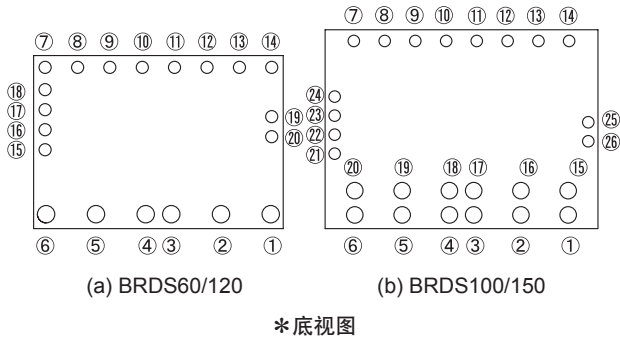 ⑦ ⑧ ⑨ ⑩ ⑪ ⑫ ⑬ ⑭
⑱
⑰
⑯
⑮
⑲
⑳
⑥ ⑤ ④ ③ ② ①
(a) BRDS60/120
⑦ ⑧ ⑨ ⑩ ⑪ ⑫ ⑬ ⑭
㉔
㉓
㉒
㉑
㉕
㉖
⑳ ⑲ ⑱ ⑰ ⑯ ⑮
⑥ ⑤ ④ ③ ② ①
(b) BRDS100/150
＊底视图